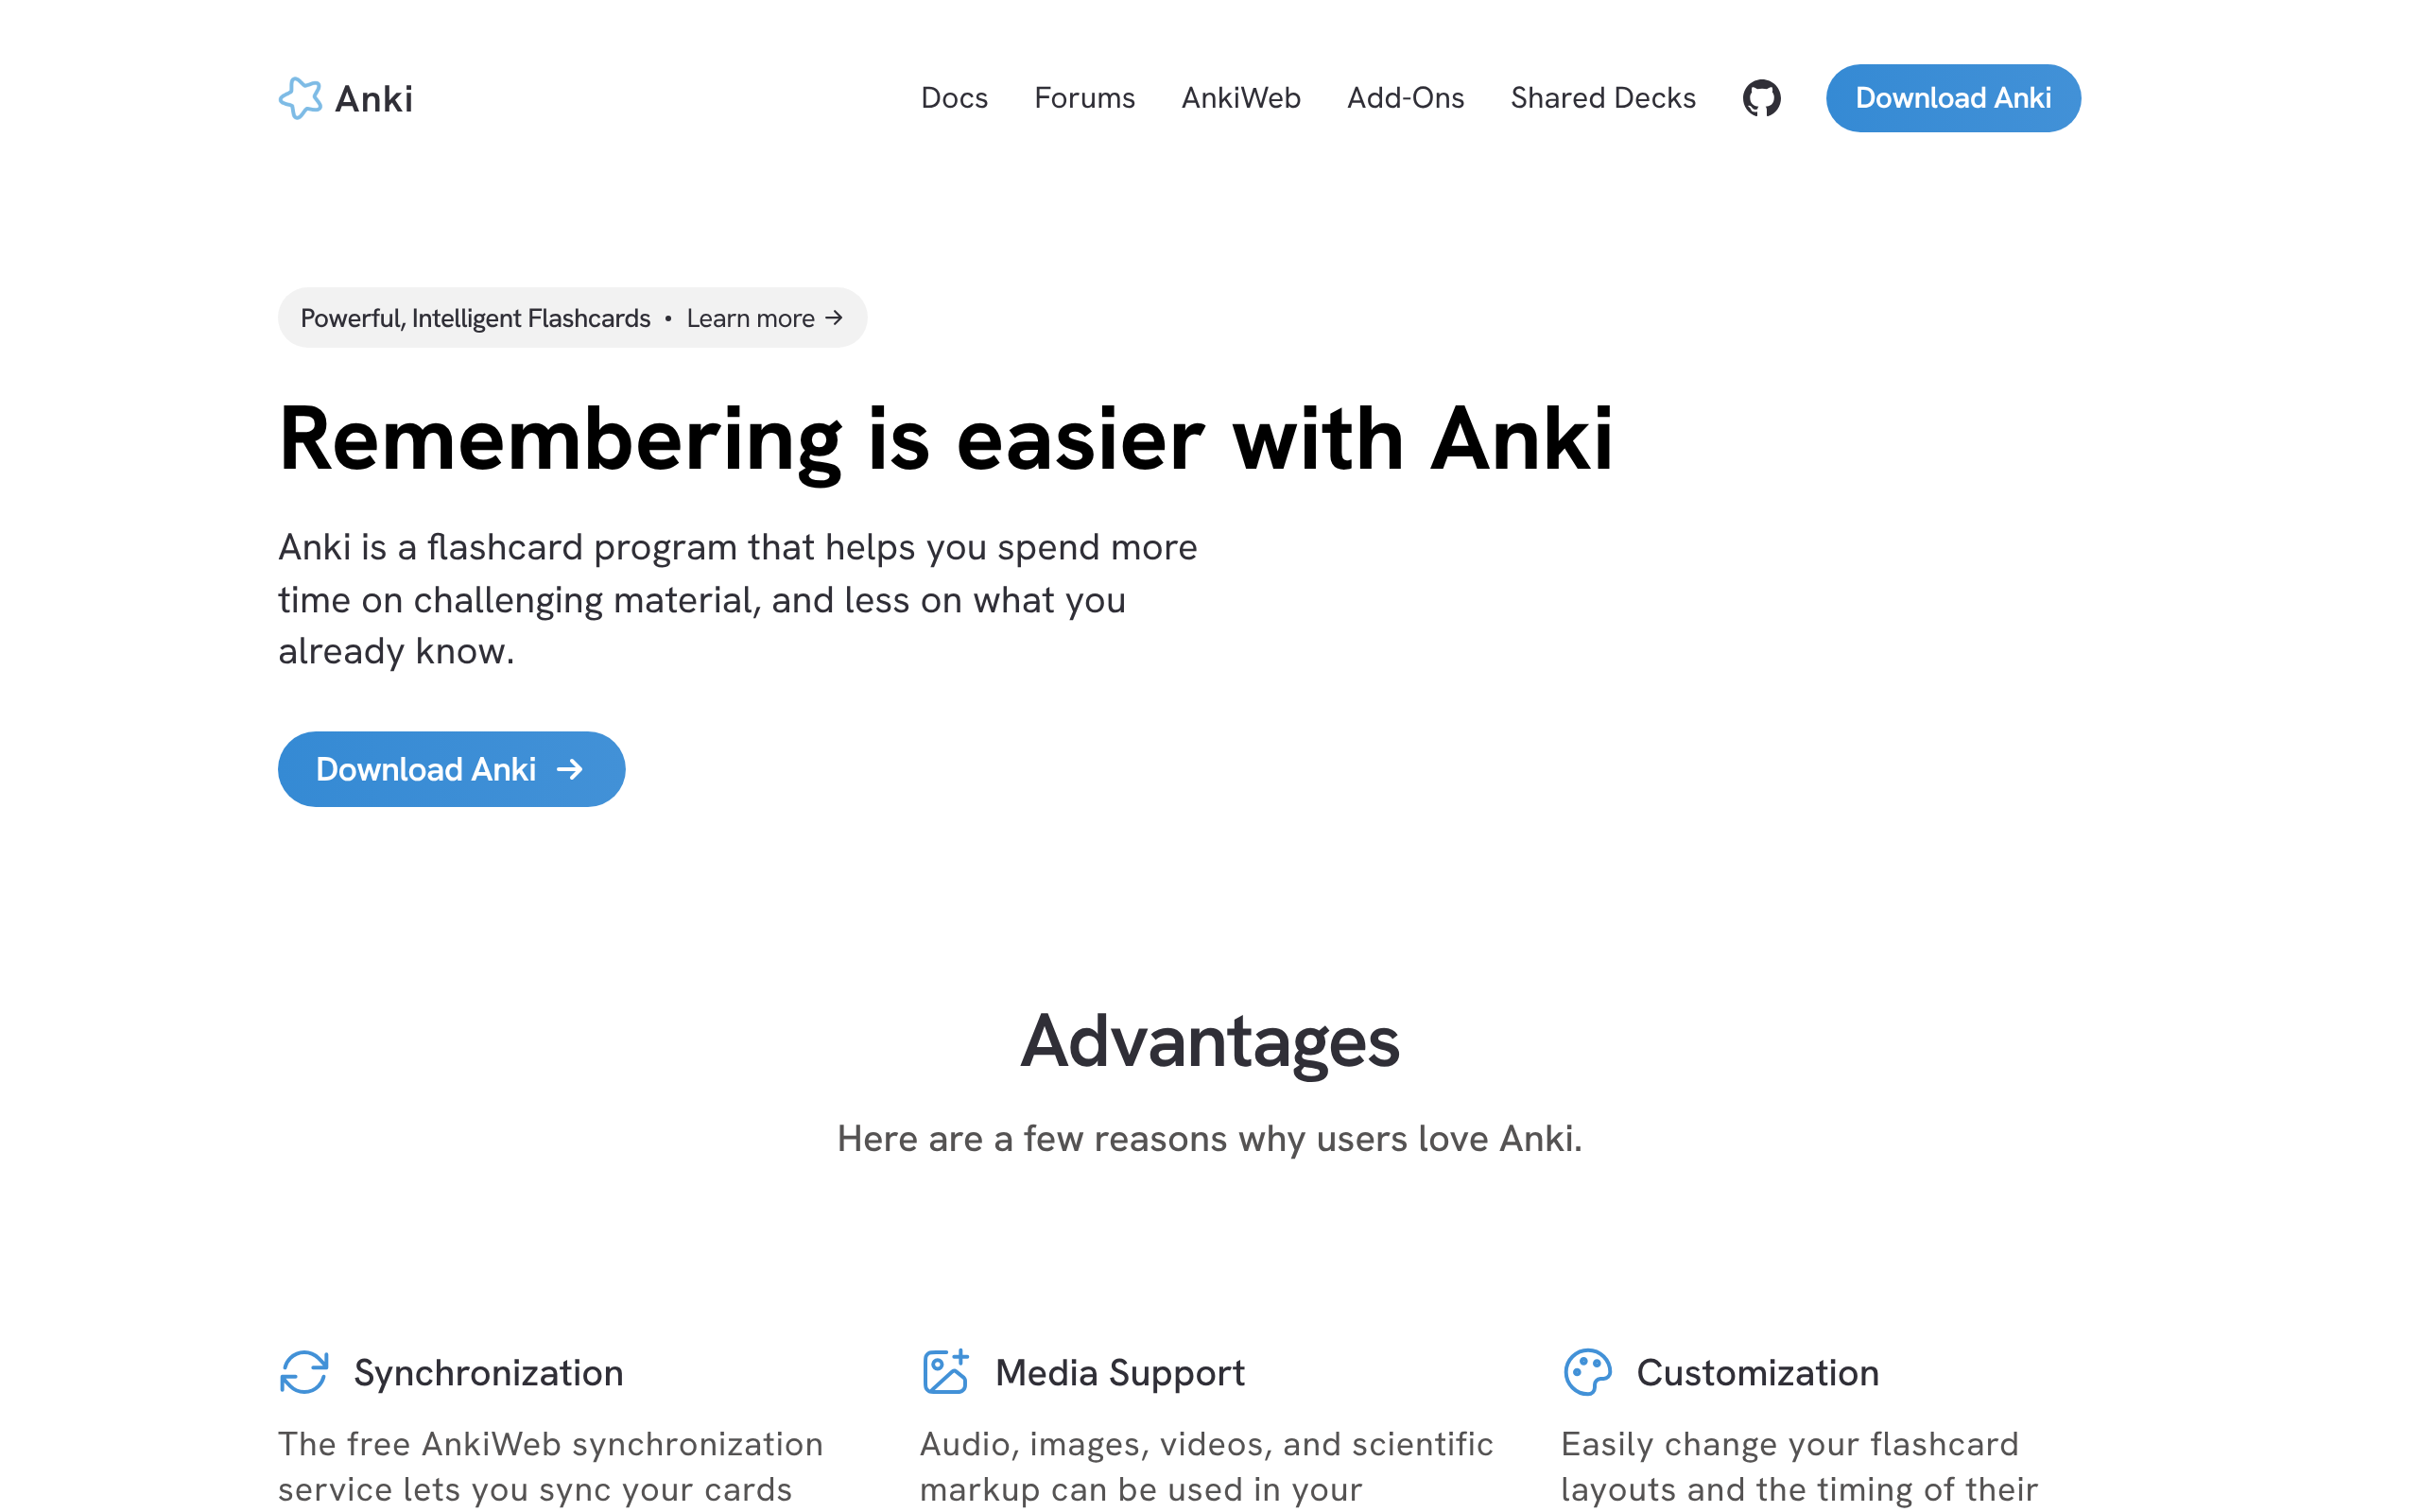 Anki
Docs Forums AnkiWeb Add-Ons Shared Decks Download Anki
Powerful, Intelligent Flashcards • Learn more →
Remembering is easier with Anki
Anki is a flashcard program that helps you spend more
time on challenging material, and less on what you
already know.
Download Anki →
Advantages
Here are a few reasons why users love Anki.
Synchronization
The free AnkiWeb synchronization
service lets you sync your cards
Media Support
Audio, images, videos, and scientific
markup can be used in your
Customization
Easily change your flashcard
layouts and the timing of their